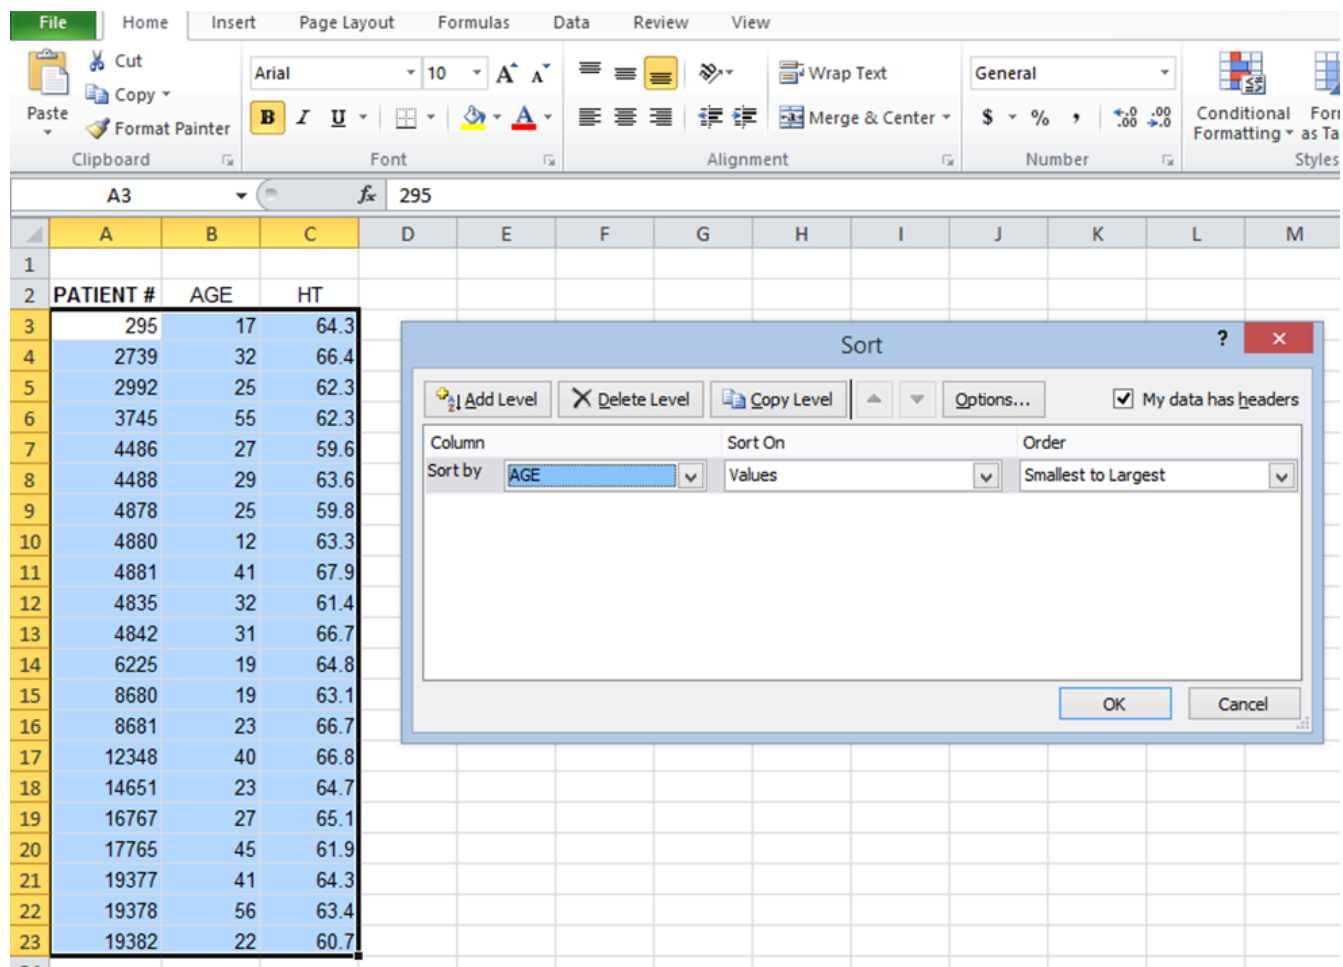 File Home Insert Page Layout Formulas Data Review View
Cut
Copy
Format Painter
Paste
Clipboard
Arial 10 A A
B I U A
Font
Wrap Text
Merge & Center
Alignment
General
$ % , .0 .00 .00 .0
Number
Conditional
Formatting
as Ta
Styles
A3 fx 295
A B C D E F G H I J K L M
1
2 PATIENT # AGE HT
3 295 17 64.3
4 2739 32 66.4
5 2992 25 62.3
6 3745 55 62.3
7 4486 27 59.6
8 4488 29 63.6
9 4878 25 59.8
10 4880 12 63.3
11 4881 41 67.9
12 4835 32 61.4
13 4842 31 66.7
14 6225 19 64.8
15 8680 19 63.1
16 8681 23 66.7
17 12348 40 66.8
18 14651 23 64.7
19 16767 27 65.1
20 17765 45 61.9
21 19377 41 64.3
22 19378 56 63.4
23 19382 22 60.7
Sort ?
Add Level Delete Level Copy Level Options... My data has headers
Column Sort On Order
Sort by AGE Values Smallest to Largest
OK Cancel